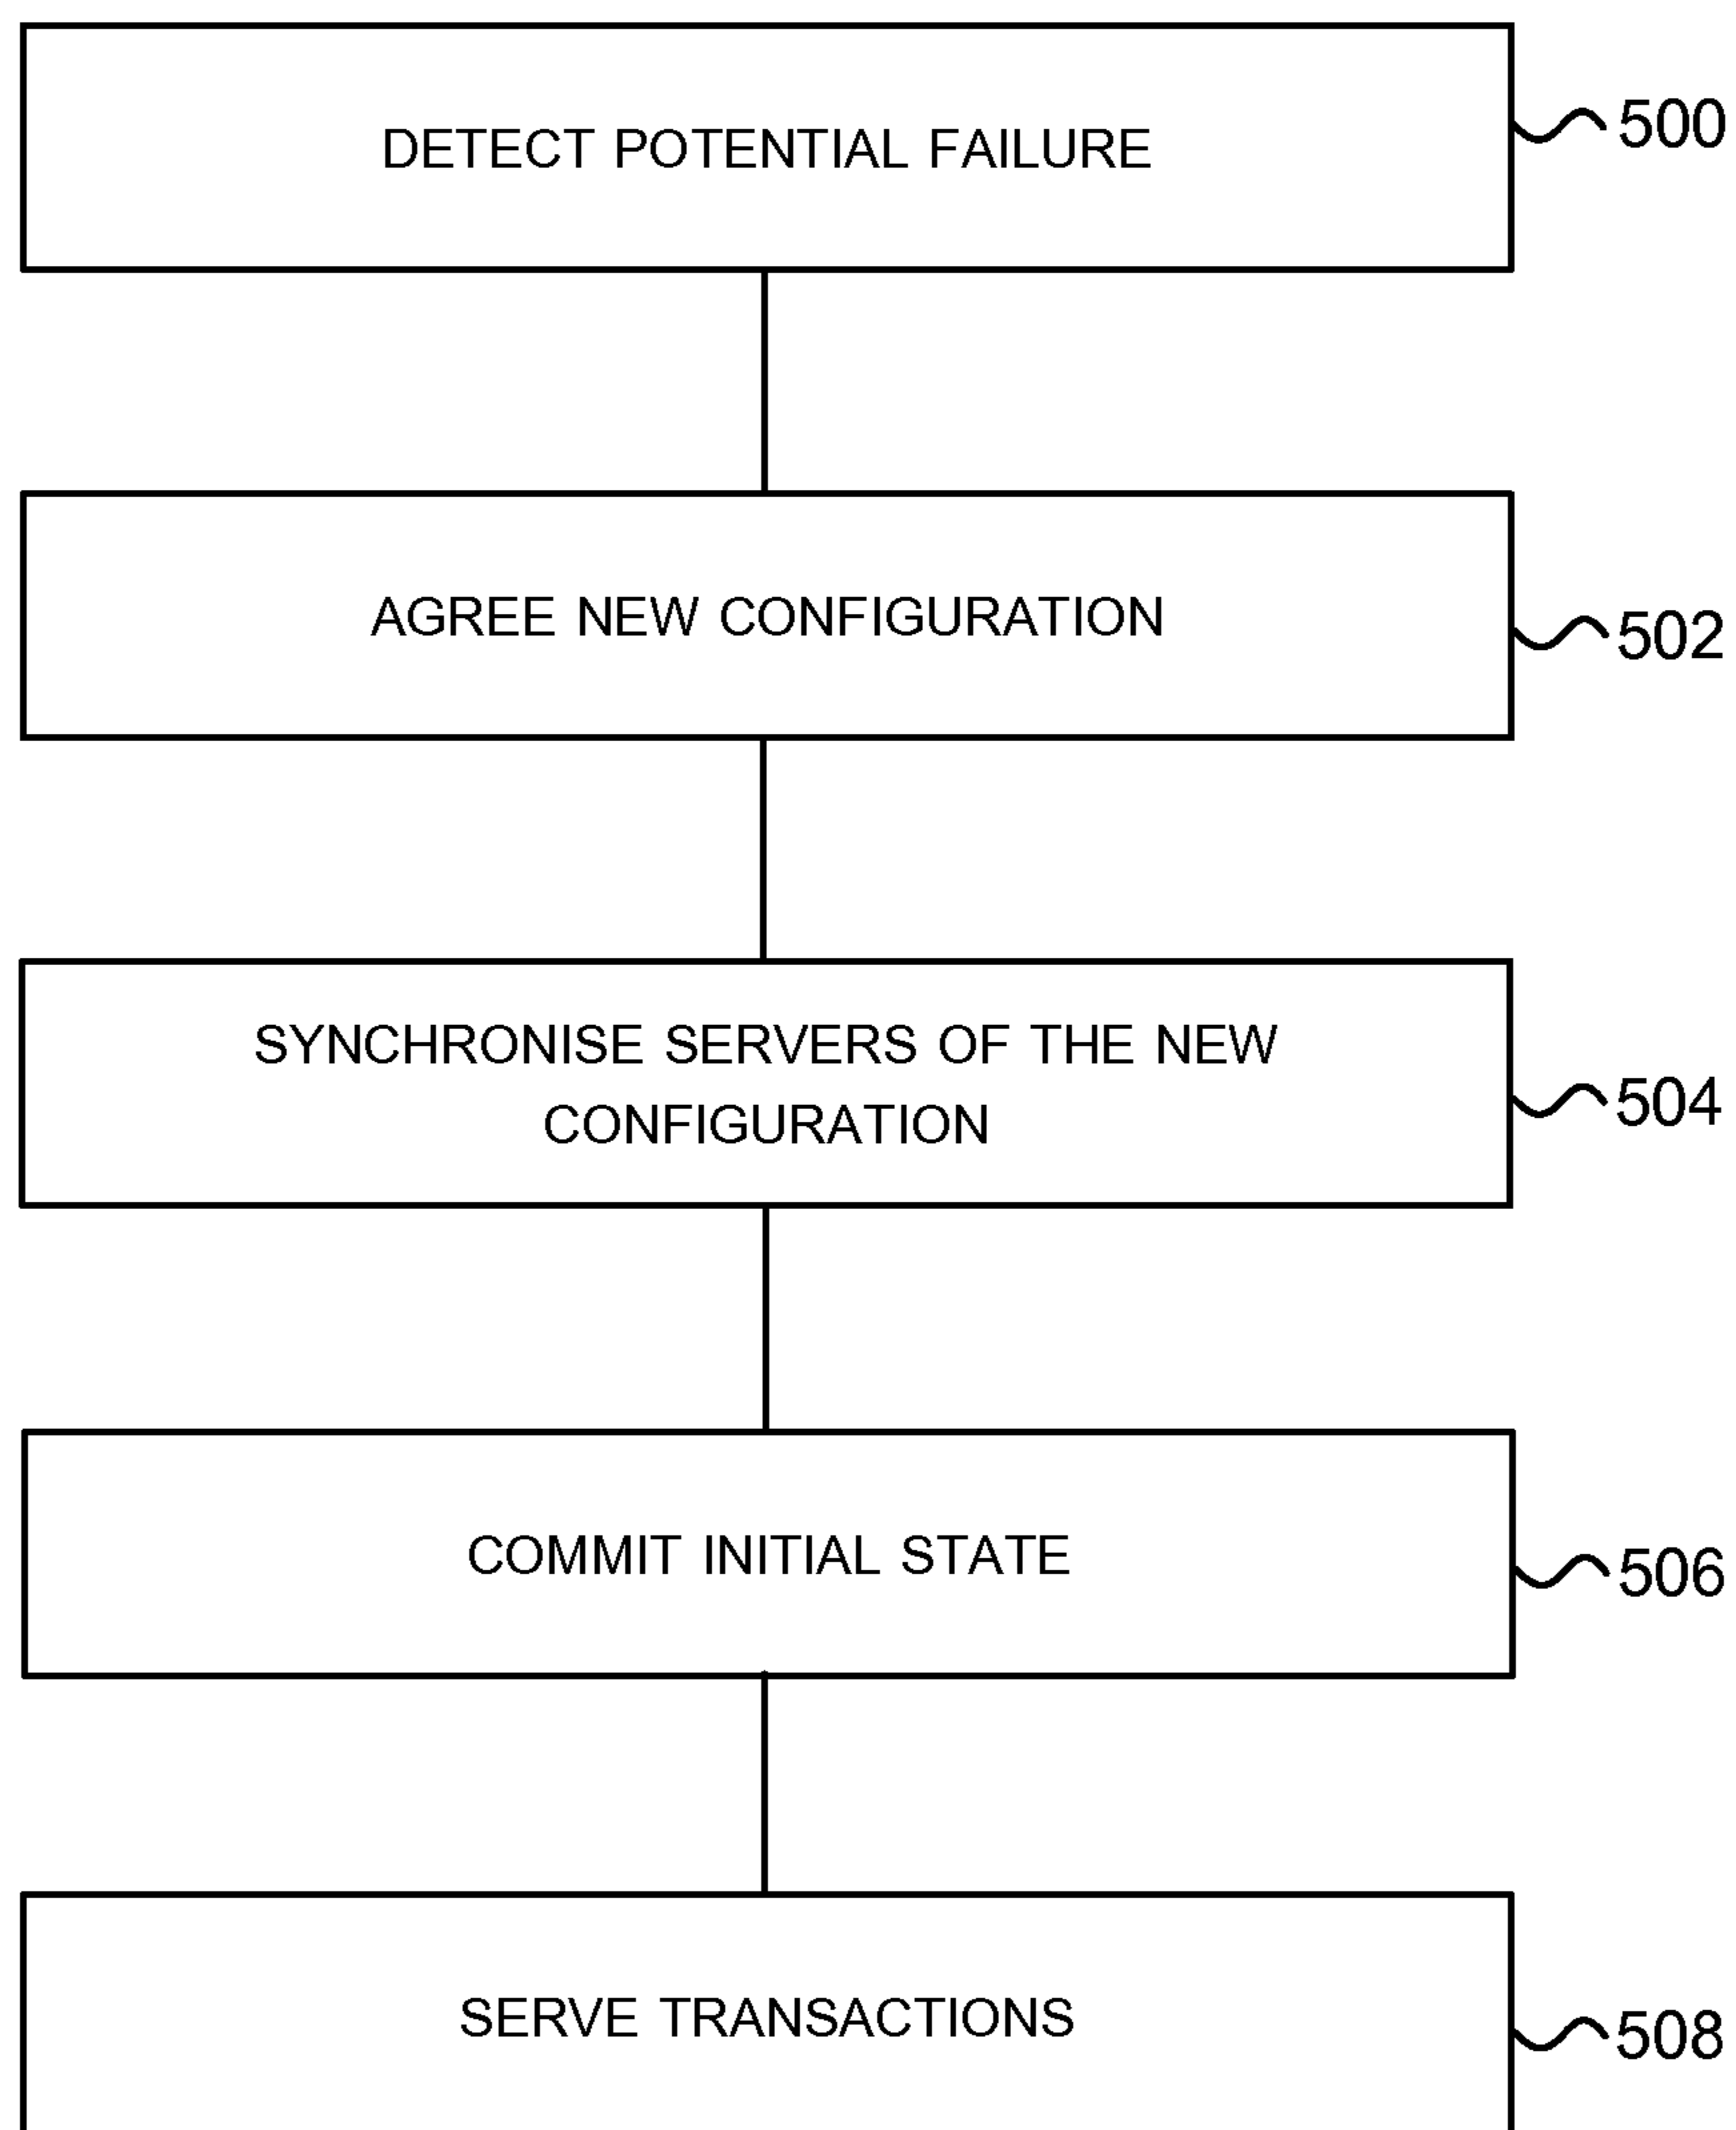 DETECT POTENTIAL FAILURE
500
AGREE NEW CONFIGURATION
502
SYNCHRONISE SERVERS OF THE NEW
CONFIGURATION
504
COMMIT INITIAL STATE
506
SERVE TRANSACTIONS
508